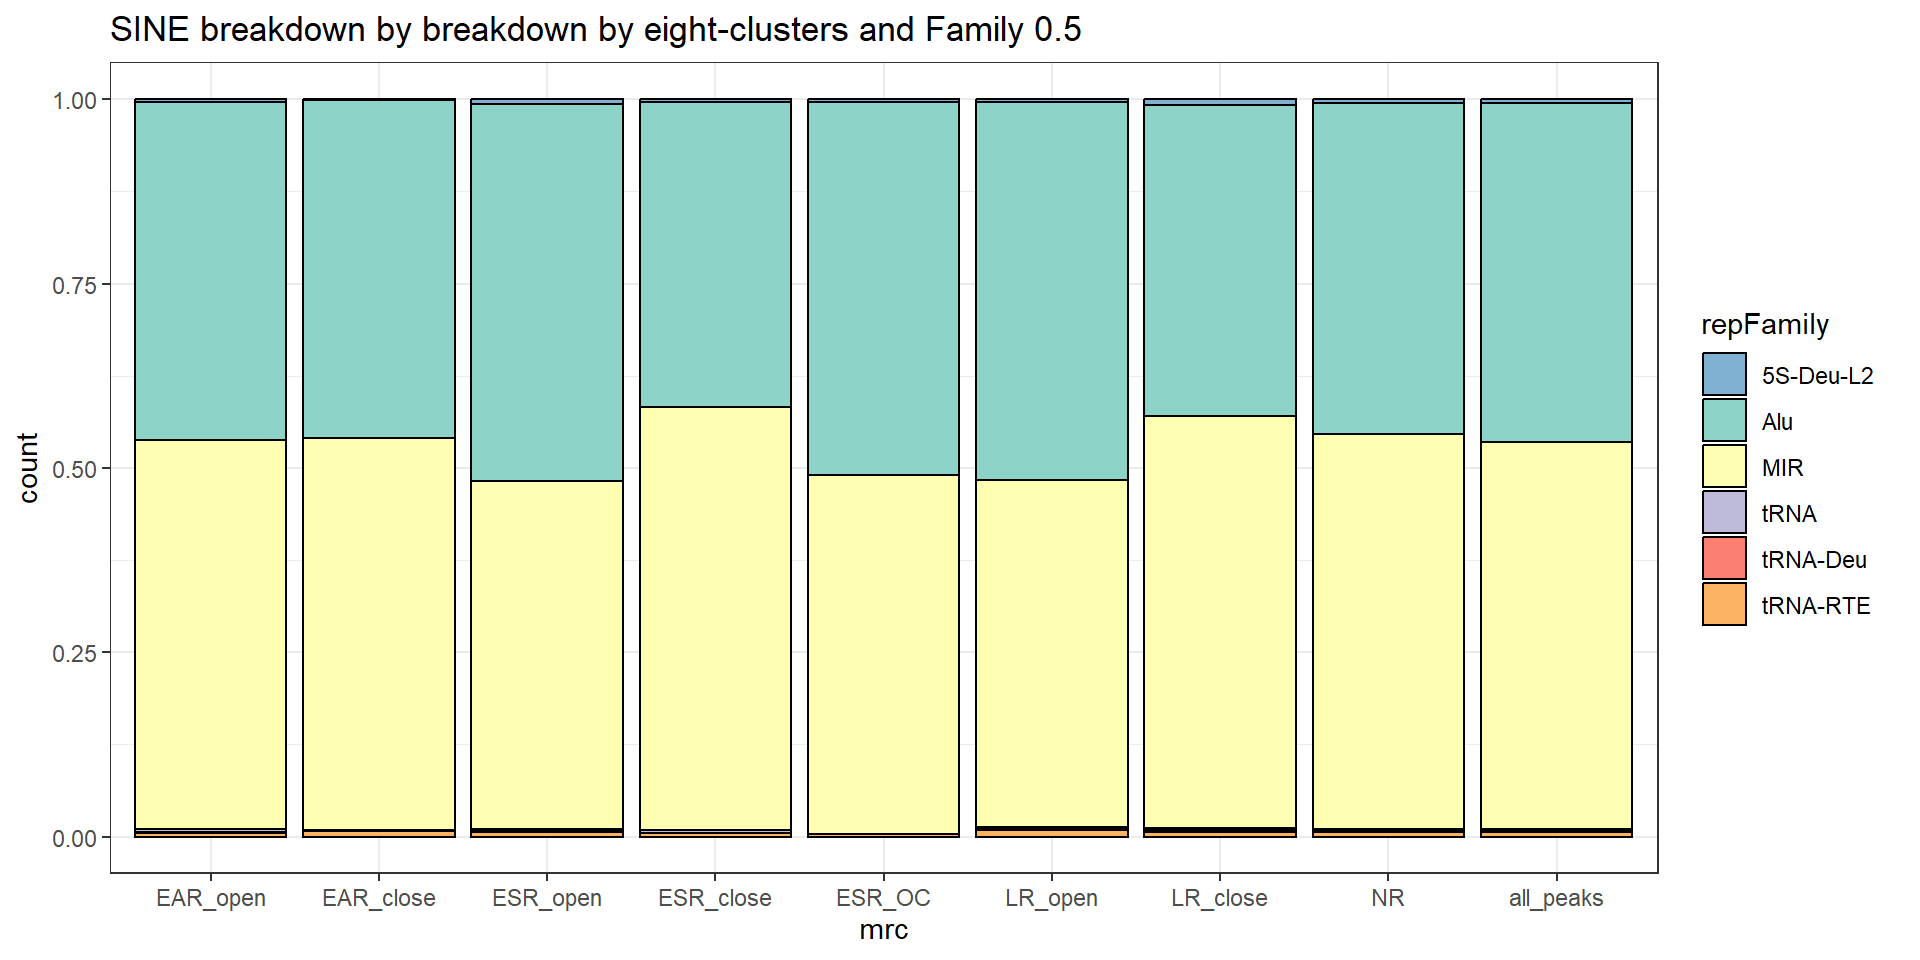 SINE breakdown by breakdown by eight-clusters and Family 0.5
count
1.00
0.75
0.50
0.25
0.00
EAR_open EAR_close ESR_open ESR_close ESR_OC LR_open LR_close NR all_peaks
mrc
repFamily
5S-Deu-L2
Alu
MIR
tRNA
tRNA-Deu
tRNA-RTE